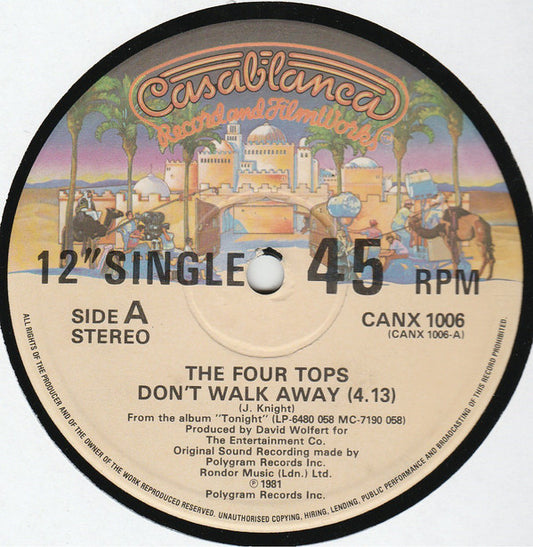 Casablanca
Record and FilmWorks
12" SINGLE 45 RPM
SIDE A
STEREO
CANX 1006
(CANX 1006-A)
THE FOUR TOPS
DON'T WALK AWAY (4.13)
(J. Knight)
From the album "Tonight" (LP-6480 058 MC-7190 058)
Produced by David Wolfert for
The Entertainment Co.
Original Sound Recording made by
Polygram Records Inc.
Rondor Music (Ldn.) Ltd.
℗ 1981
Polygram Records Inc.
ALL RIGHTS OF THE PRODUCER AND OF THE OWNER OF THE WORK REPRODUCED RESERVED. UNAUTHORISED COPYING, HIRING, LENDING, PUBLIC PERFORMANCE AND BROADCASTING OF THIS RECORD PROHIBITED.